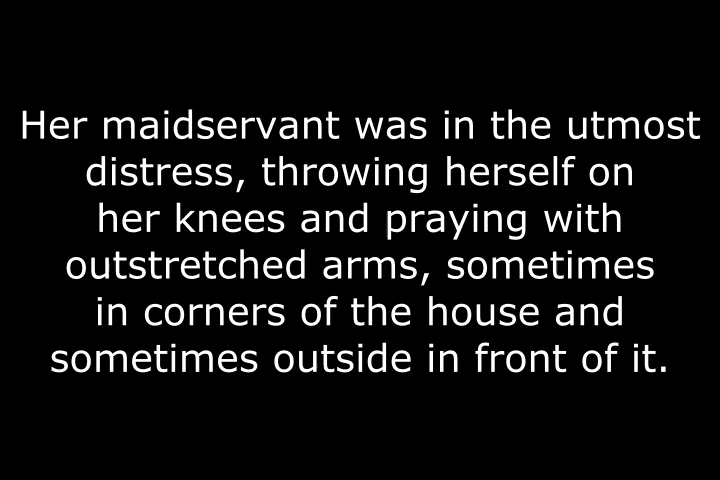 Her maidservant was in the utmost
distress, throwing herself on
her knees and praying with
outstretched arms, sometimes
in corners of the house and
sometimes outside in front of it.